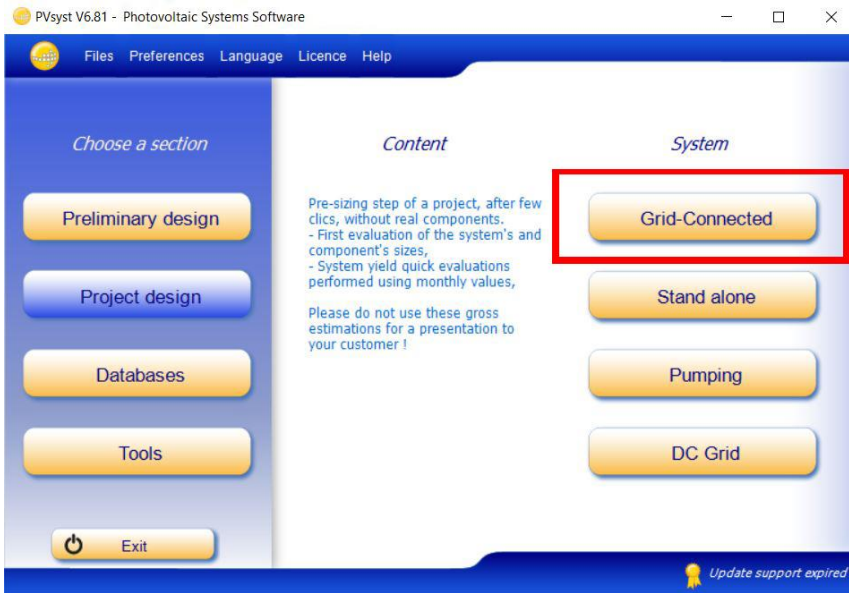 PVsyst V6.81 - Photovoltaic Systems Software
Files Preferences Language Licence Help
Choose a section
Preliminary design
Project design
Databases
Tools
Exit
Content
Pre-sizing step of a project, after few
clics, without real components.
- First evaluation of the system's and
component's sizes,
- System yield quick evaluations
performed using monthly values,
Please do not use these gross
estimations for a presentation to
your customer !
System
Grid-Connected
Stand alone
Pumping
DC Grid
Update support expired